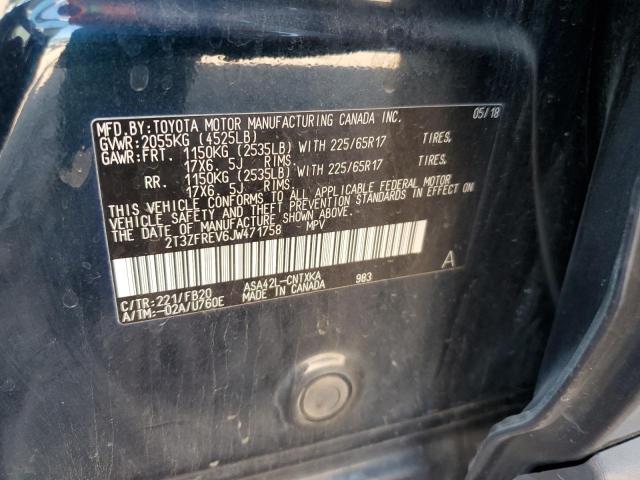 MFD.BY:TOYOTA MOTOR MANUFACTURING CANADA INC. 05/18
GVWR:2055KG (4525LB)
GAWR:FRT. 1150KG (2535LB) WITH 225/65R17 TIRES,
17X6.5J RIMS.
RR. 1150KG (2535LB) WITH 225/65R17 TIRES,
17X6.5J RIMS.
THIS VEHICLE CONFORMS TO ALL APPLICABLE FEDERAL MOTOR
VEHICLE SAFETY AND THEFT PREVENTION STANDARDS IN EFFECT ON
THE DATE OF MANUFACTURE SHOWN ABOVE.
2T3ZFREV6JW471758 MPV
A
C/TR:221/FB20 ASA42L-CNTXKA
A/TM:-02A/U760E MADE IN CANADA 983